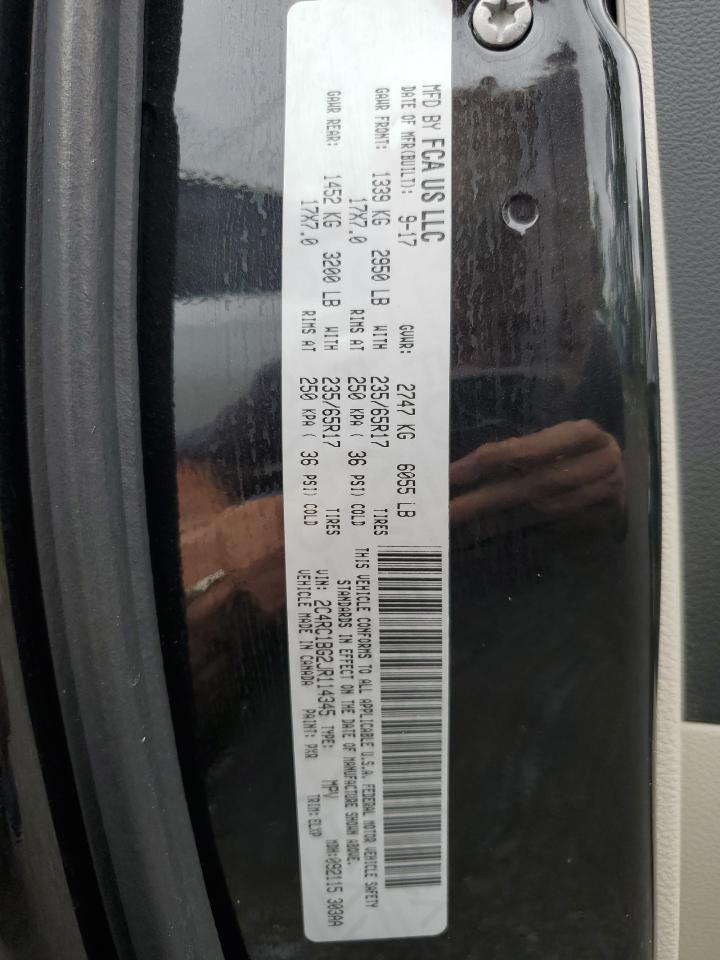 MFD BY FCA US LLC
DATE OF MFR(BUILT): 9-17 GVWR: 2747 KG 6055 LB
GAWR FRONT: 1339 KG 2950 LB WITH 235/65R17 TIRES
17X7.0 RIMS AT 250 KPA ( 36 PSI) COLD
GAWR REAR: 1452 KG 3200 LB WITH 235/65R17 TIRES
17X7.0 RIMS AT 250 KPA ( 36 PSI) COLD
THIS VEHICLE CONFORMS TO ALL APPLICABLE U.S.A. FEDERAL MOTOR VEHICLE SAFETY
STANDARDS IN EFFECT ON THE DATE OF MANUFACTURE SHOWN ABOVE.
VIN: 2C4RC1BG2JR114345 TYPE: MPV MDH:092115 303AA
VEHICLE MADE IN CANADA PAINT: PXR TRIM:ELXP